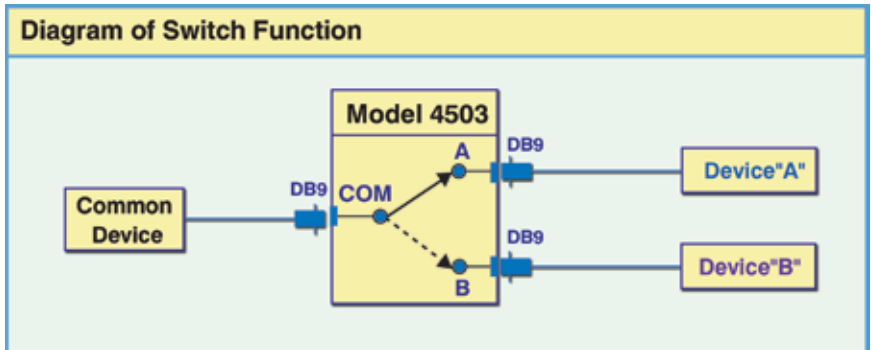 Diagram of Switch Function
Model 4503
A
DB9
Device"A"
DB9
COM
Common
Device
DB9
Device"B"
B